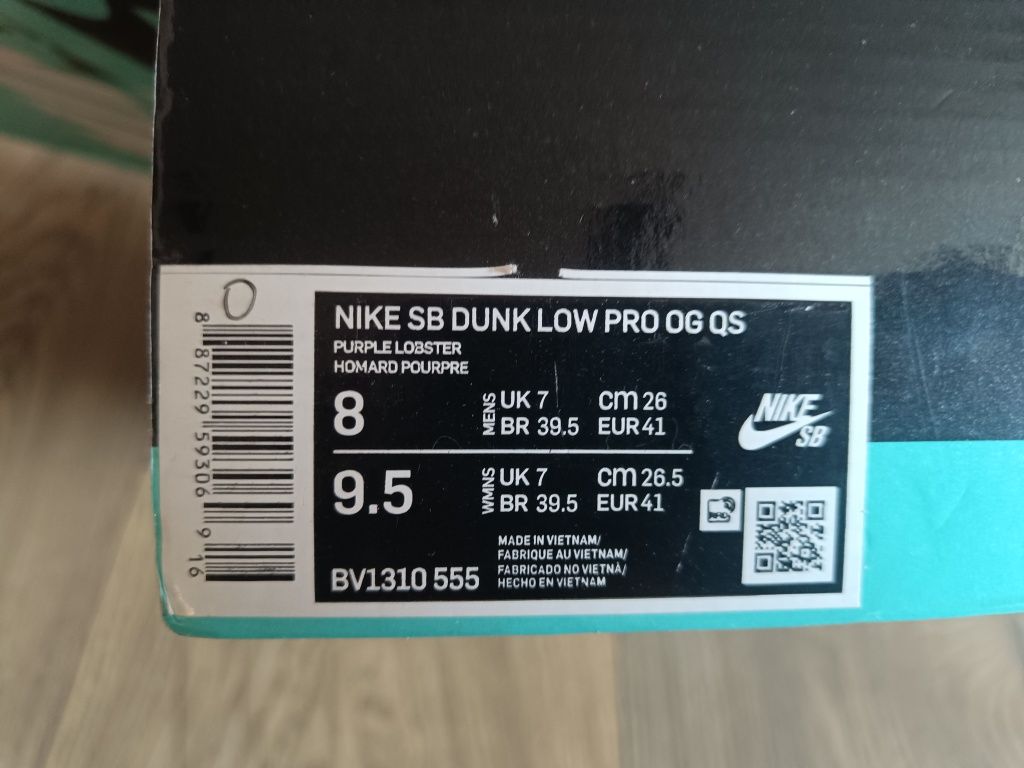 O
8 87229 59306 9 16
NIKE SB DUNK LOW PRO OG QS
PURPLE LOBSTER
HOMARD POURPRE
8
MENS
UK 7 cm 26
BR 39.5 EUR 41
9.5
WMNS
UK 7 cm 26.5
BR 39.5 EUR 41
NIKE
SB
MADE IN VIETNAM/
FABRIQUE AU VIETNAM/
FABRICADO NO VIETNÃ/
HECHO EN VIETNAM
BV1310 555